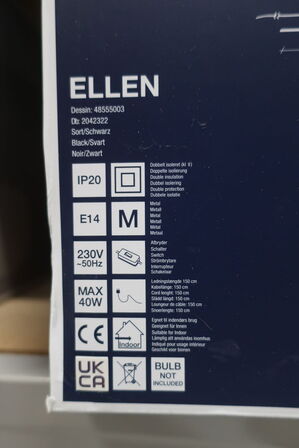 ELLEN
Dessin: 48555003
Db: 2042322
Sort/Schwarz
Black/Svart
Noir/Zwart
IP20
Dobbelt isoleret (kl II)
Doppelte isolierung
Double insulation
Dubbel isolering
Double protection
Dubbele isolatie
E14
M
Metal
Metall
Metal
Metall
Métal
Metaal
230V
~50Hz
Afbryder
Schalter
Switch
Strömbrytare
Interrupteur
Schakelaar
MAX
40W
Ledningslængde 150 cm
Kabellänge: 150 cm
Cord lenght: 150 cm
Sladd längd: 150 cm
Longueur de câble: 150 cm
Snoerlengte: 150 cm
CE
Indoor
Egnet til indendørs brug
Geeignet für Innen
Suitable for Indoor
Lämplig att användas inomhus
Indiqué pour usage intérieur
Geschikt voor binnen
UK
CA
BULB
NOT
INCLUDED